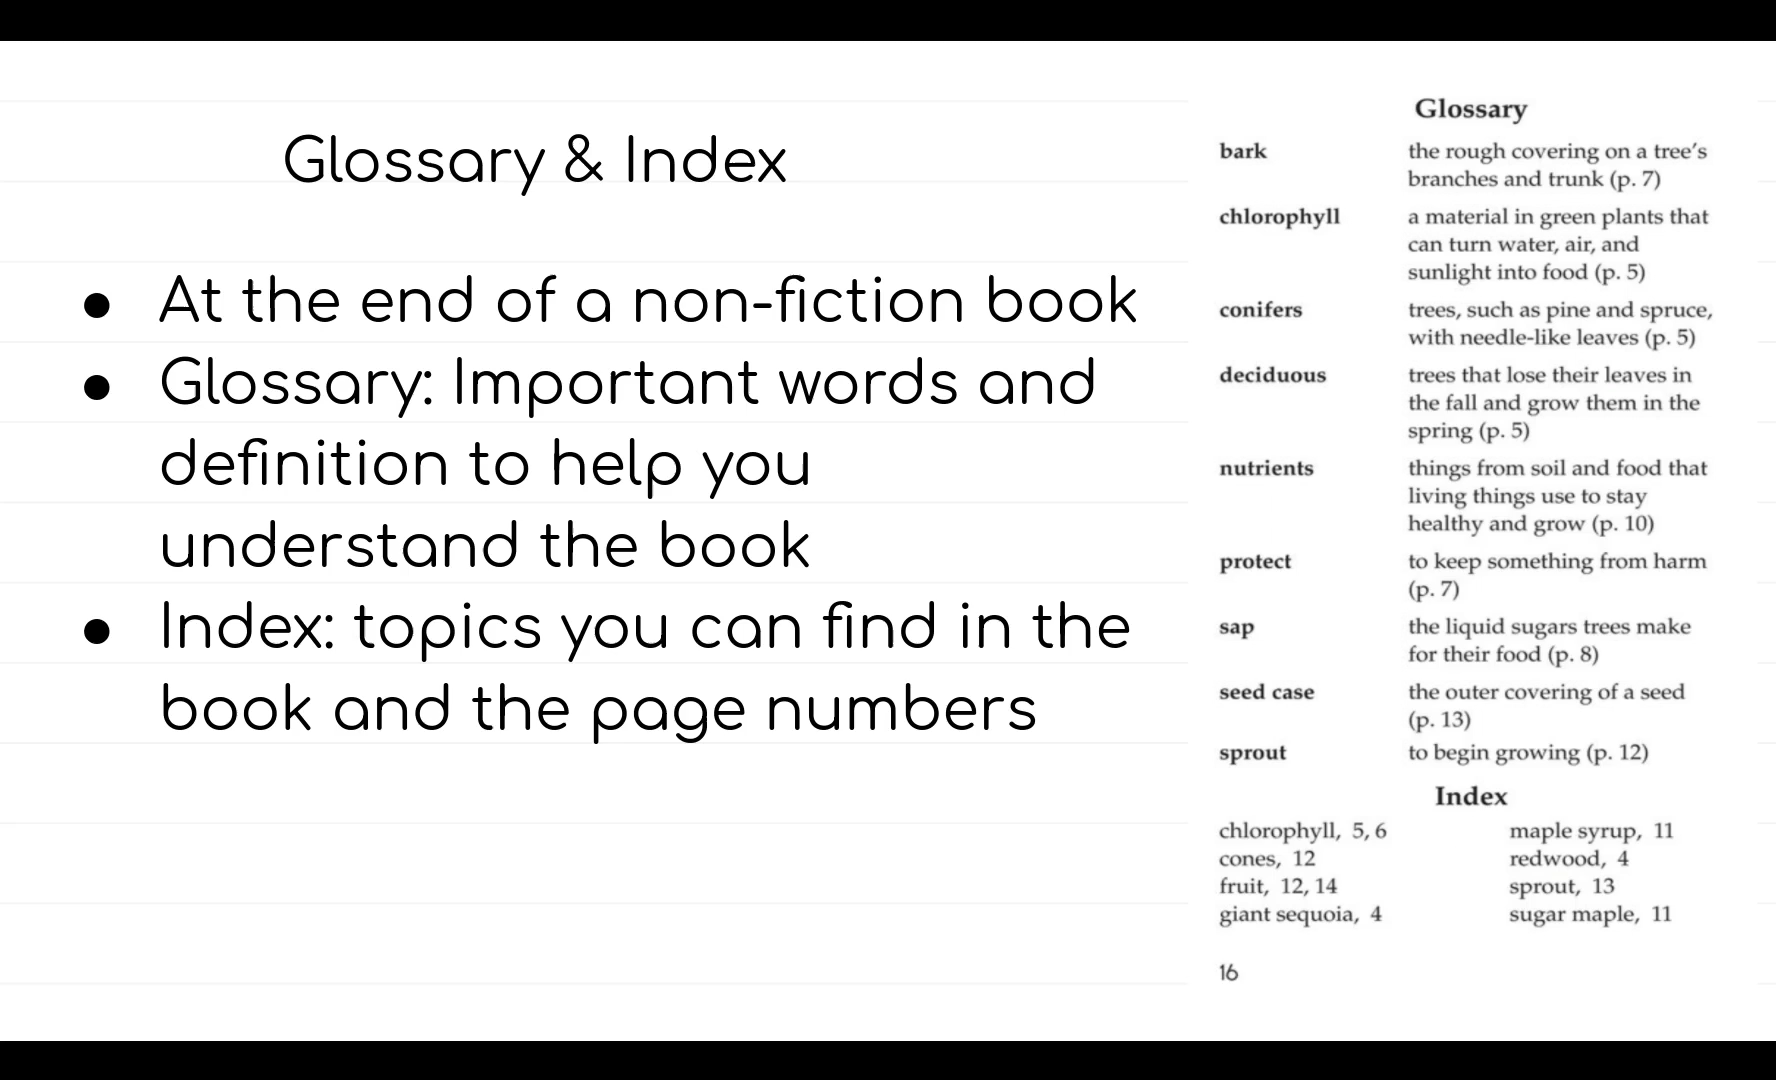 Glossary & Index
● At the end of a non-fiction book
● Glossary: Important words and
definition to help you
understand the book
● Index: topics you can find in the
book and the page numbers
Glossary
bark the rough covering on a tree’s
branches and trunk (p. 7)
chlorophyll a material in green plants that
can turn water, air, and
sunlight into food (p. 5)
conifers trees, such as pine and spruce,
with needle-like leaves (p. 5)
deciduous trees that lose their leaves in
the fall and grow them in the
spring (p. 5)
nutrients things from soil and food that
living things use to stay
healthy and grow (p. 10)
protect to keep something from harm
(p. 7)
sap the liquid sugars trees make
for their food (p. 8)
seed case the outer covering of a seed
(p. 13)
sprout to begin growing (p. 12)
Index
chlorophyll, 5, 6 maple syrup, 11
cones, 12 redwood, 4
fruit, 12, 14 sprout, 13
giant sequoia, 4 sugar maple, 11
16